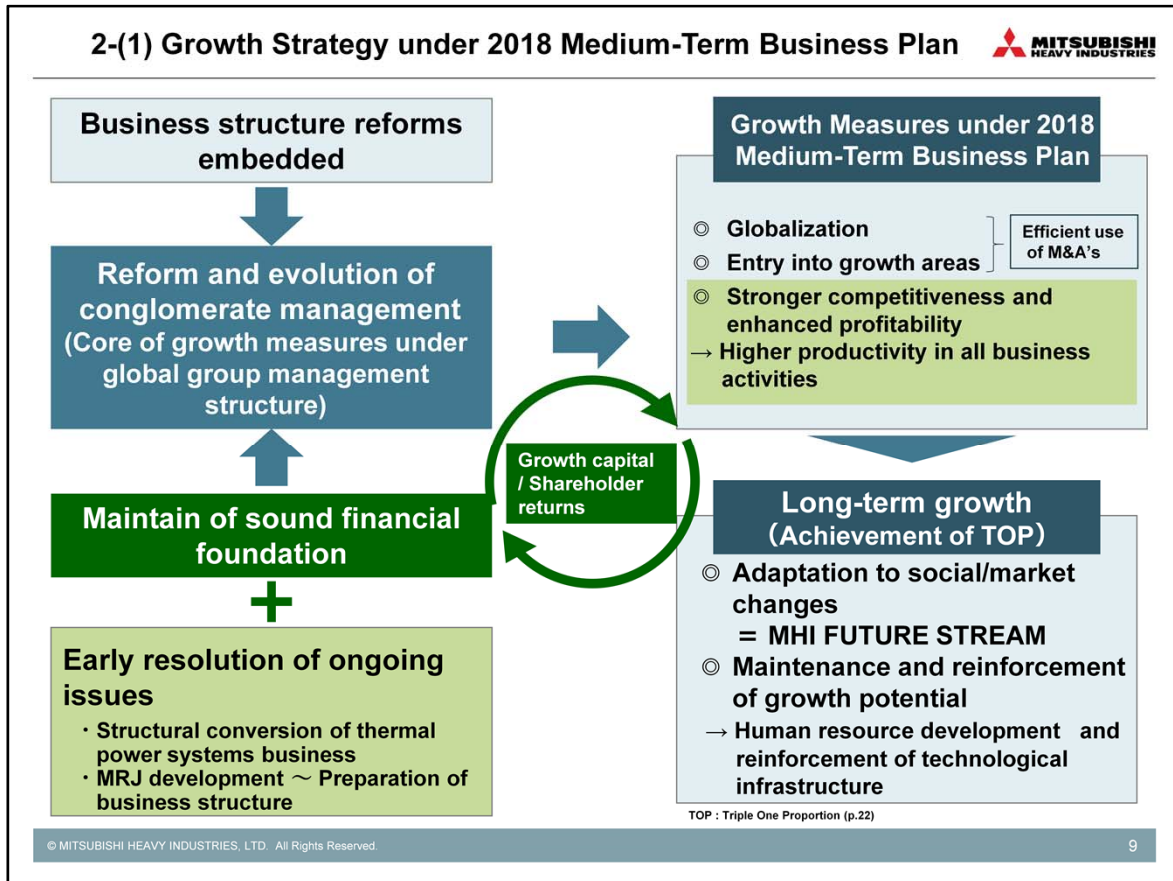 2-(1) Growth Strategy under 2018 Medium-Term Business Plan
MITSUBISHI
HEAVY INDUSTRIES
Business structure reforms
embedded
Reform and evolution of
conglomerate management
(Core of growth measures under
global group management
structure)
Maintain of sound financial
foundation
+
Early resolution of ongoing
issues
・Structural conversion of thermal
power systems business
・MRJ development ～ Preparation of
business structure
Growth capital
/ Shareholder
returns
Growth Measures under 2018
Medium-Term Business Plan
◎ Globalization
◎ Entry into growth areas
Efficient use
of M&A's
◎ Stronger competitiveness and
enhanced profitability
→ Higher productivity in all business
activities
Long-term growth
（Achievement of TOP）
◎ Adaptation to social/market
changes
＝ MHI FUTURE STREAM
◎ Maintenance and reinforcement
of growth potential
→ Human resource development and
reinforcement of technological
infrastructure
TOP : Triple One Proportion (p.22)
© MITSUBISHI HEAVY INDUSTRIES, LTD. All Rights Reserved.
9